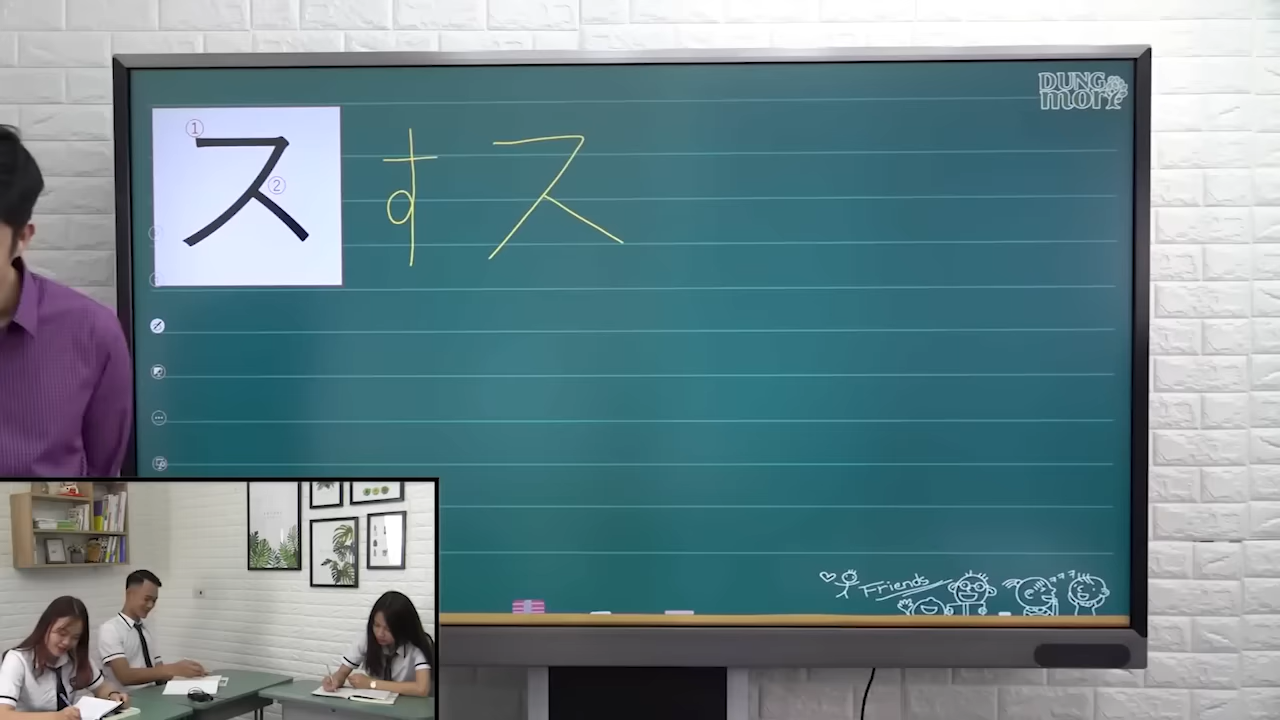 DUNG
mori
① ② ス
すス
Friends